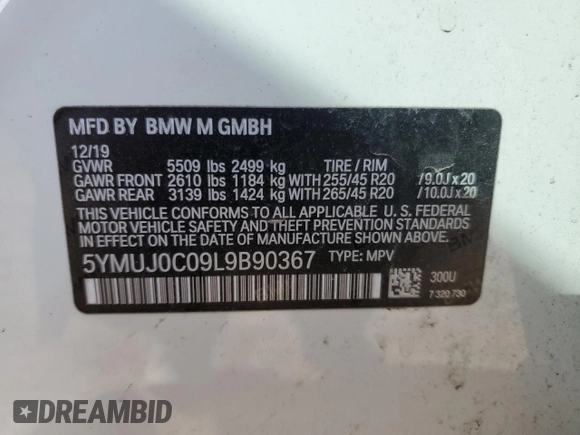 MFD BY BMW M GMBH
12/19
GVWR 5509 lbs 2499 kg TIRE / RIM
GAWR FRONT 2610 lbs 1184 kg WITH 255/45 R20 /9.0J x 20
GAWR REAR 3139 lbs 1424 kg WITH 265/45 R20 /10.0J x 20
THIS VEHICLE CONFORMS TO ALL APPLICABLE U. S. FEDERAL
MOTOR VEHICLE SAFETY AND THEFT PREVENTION STANDARDS
IN EFFECT ON THE DATE OF MANUFACTURE SHOWN ABOVE.
5YMUJ0C09L9B90367 TYPE: MPV
300U
7 320 730
DREAMBID